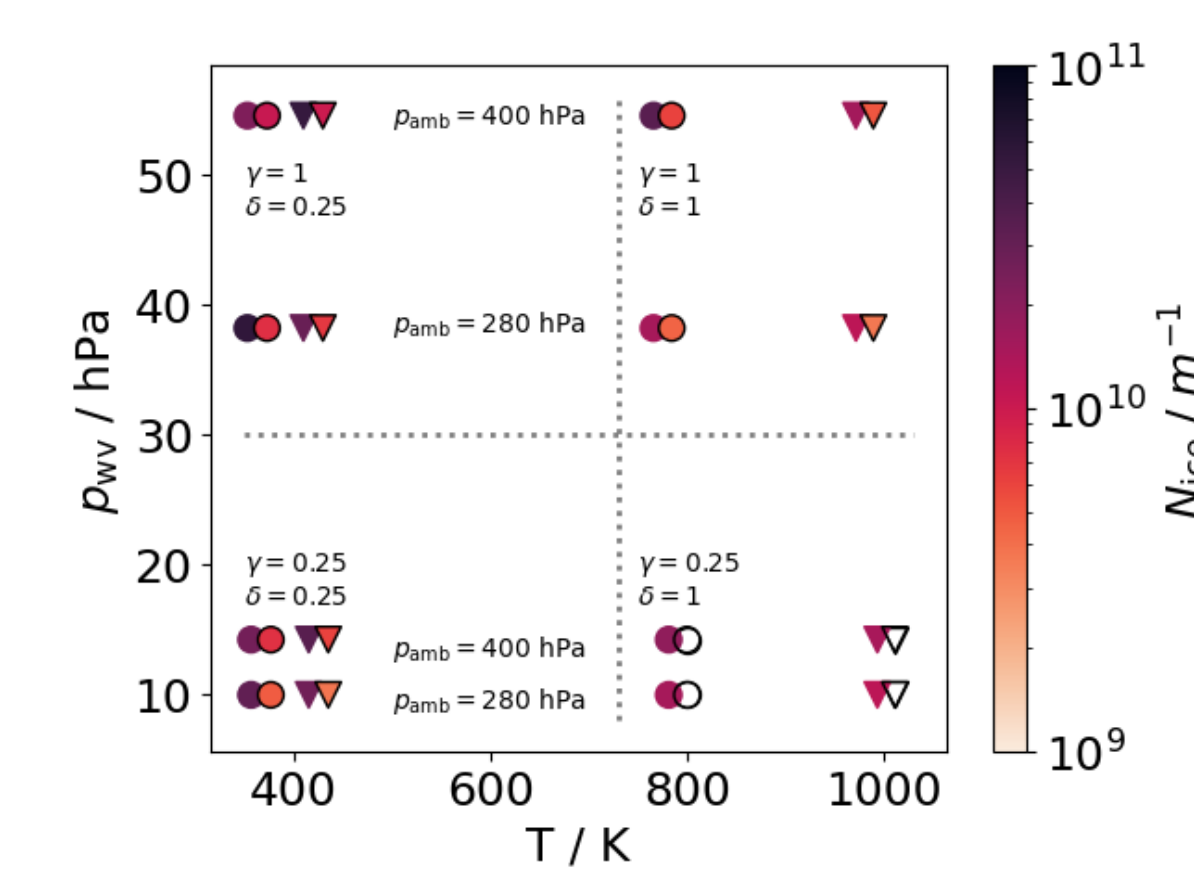 p_amb = 400 hPa
γ = 1
δ = 0.25
γ = 1
δ = 1
p_amb = 280 hPa
γ = 0.25
δ = 0.25
γ = 0.25
δ = 1
p_amb = 400 hPa
p_amb = 280 hPa
50
40
30
20
10
p_wv / hPa
400 600 800 1000
T / K
10^11
10^10
10^9
N_ice / m^-1